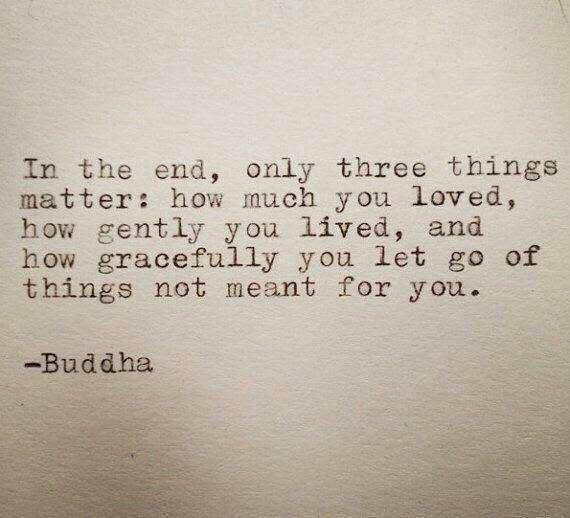 In the end, only three things
matter: how much you loved,
how gently you lived, and
how gracefully you let go of
things not meant for you.
-Buddha